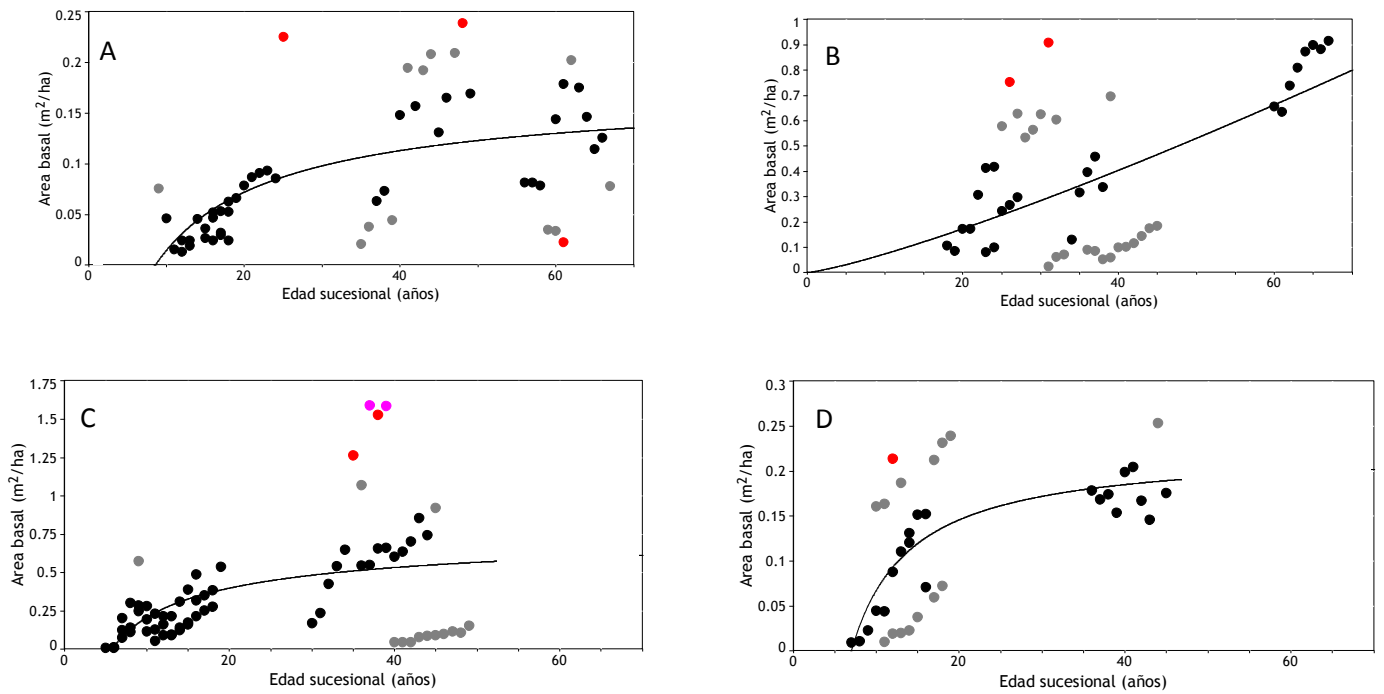 A
Area basal (m²/ha)
0.25
0.2
0.15
0.1
0.05
0
0 20 40 60
Edad sucesional (años)
B
Area basal (m²/ha)
1
0.9
0.8
0.7
0.6
0.5
0.4
0.3
0.2
0.1
0
0 20 40 60
Edad sucesional (años)
C
Area basal (m²/ha)
1.75
1.5
1.25
1
0.75
0.5
0.25
0
0 20 40 60
Edad sucesional (años)
D
Area basal (m²/ha)
0.3
0.25
0.2
0.15
0.1
0.05
0
0 20 40 60
Edad sucesional (años)